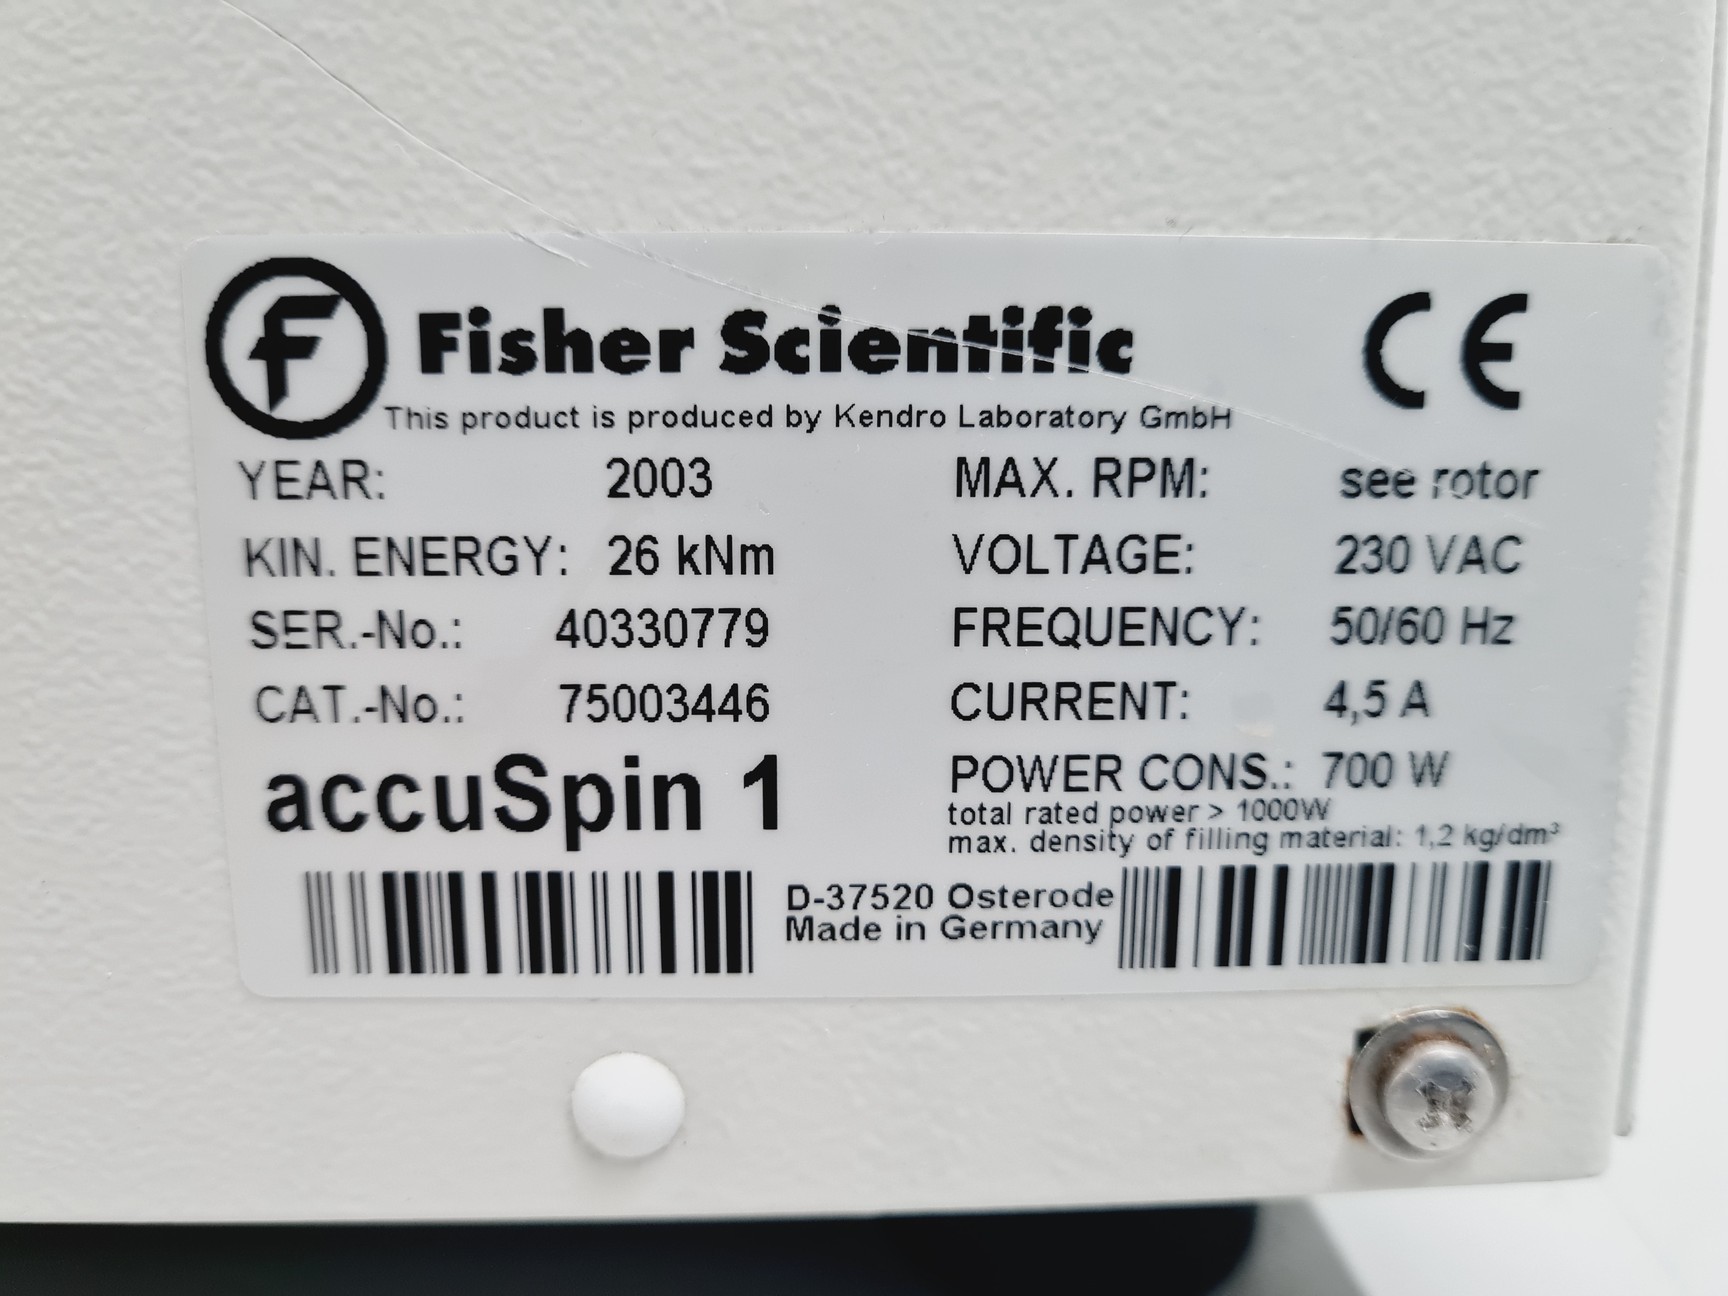 F Fisher Scientific CE
This product is produced by Kendro Laboratory GmbH
YEAR: 2003 MAX. RPM: see rotor
KIN. ENERGY: 26 kNm VOLTAGE: 230 VAC
SER.-No.: 40330779 FREQUENCY: 50/60 Hz
CAT.-No.: 75003446 CURRENT: 4,5 A
accuSpin 1 POWER CONS.: 700 W
total rated power > 1000W
max. density of filling material: 1,2 kg/dm³
D-37520 Osterode
Made in Germany